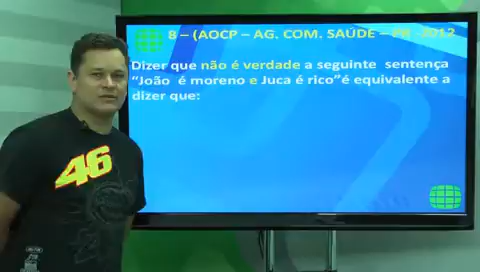 8 – (AOCP – AG. COM. SAÚDE – PB -2012
Dizer que não é verdade a seguinte sentença
"João é moreno e Juca é rico"é equivalente a
dizer que:
46